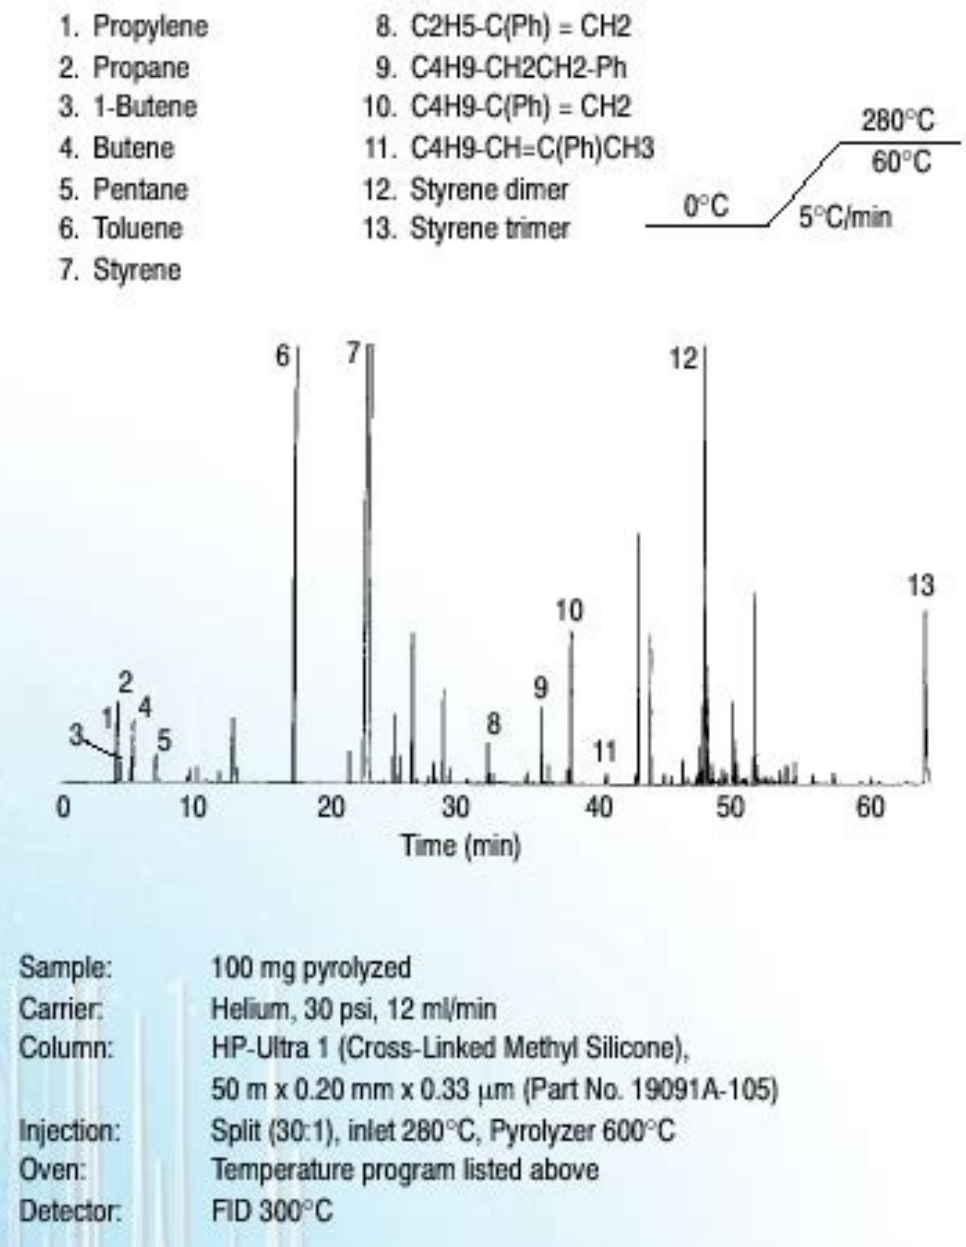 1. Propylene
2. Propane
3. 1-Butene
4. Butene
5. Pentane
6. Toluene
7. Styrene
8. C2H5-C(Ph) = CH2
9. C4H9-CH2CH2-Ph
10. C4H9-C(Ph) = CH2
11. C4H9-CH=C(Ph)CH3
12. Styrene dimer
13. Styrene trimer
280°C
60°C
0°C
5°C/min
6
7
12
13
10
2
9
1
4
8
3
5
11
0 10 20 30 40 50 60
Time (min)
Sample: 100 mg pyrolyzed
Carrier: Helium, 30 psi, 12 ml/min
Column: HP-Ultra 1 (Cross-Linked Methyl Silicone),
50 m x 0.20 mm x 0.33 µm (Part No. 19091A-105)
Injection: Split (30:1), inlet 280°C, Pyrolyzer 600°C
Oven: Temperature program listed above
Detector: FID 300°C